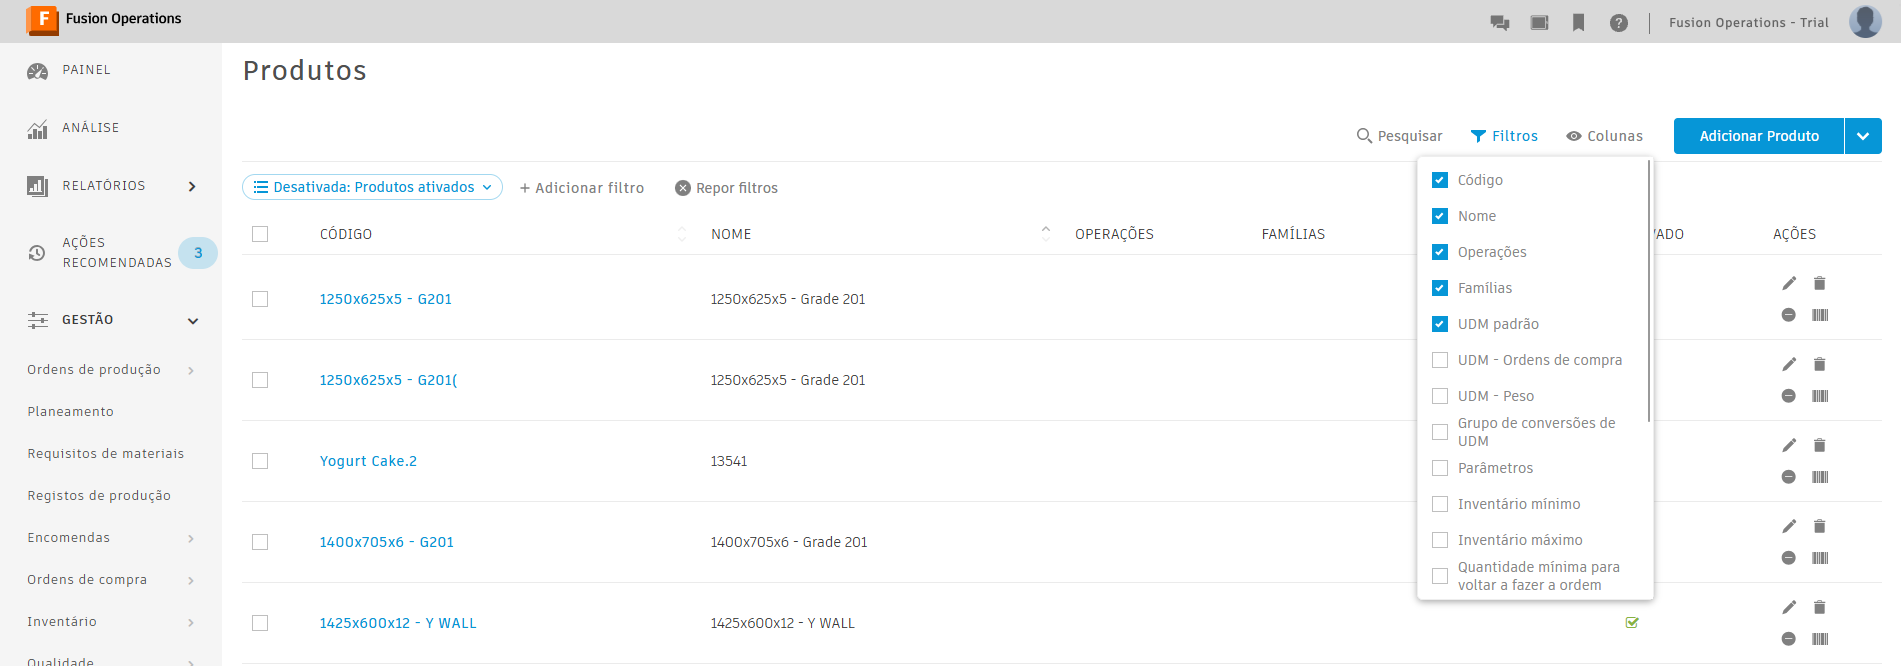 F Fusion Operations
? Fusion Operations - Trial
PAINEL
ANÁLISE
RELATÓRIOS
AÇÕES
RECOMENDADAS
3
GESTÃO
Ordens de produção
Planeamento
Requisitos de materiais
Registos de produção
Encomendas
Ordens de compra
Inventário
Qualidade
Produtos
Pesquisar
Filtros
Colunas
Adicionar Produto
Desativada: Produtos ativados
+ Adicionar filtro
Repor filtros
CÓDIGO NOME OPERAÇÕES FAMÍLIAS VADO AÇÕES
1250x625x5 - G201 1250x625x5 - Grade 201
1250x625x5 - G201( 1250x625x5 - Grade 201
Yogurt Cake.2 13541
1400x705x6 - G201 1400x705x6 - Grade 201
1425x600x12 - Y WALL 1425x600x12 - Y WALL
Código
Nome
Operações
Famílias
UDM padrão
UDM - Ordens de compra
UDM - Peso
Grupo de conversões de
UDM
Parâmetros
Inventário mínimo
Inventário máximo
Quantidade mínima para
voltar a fazer a ordem